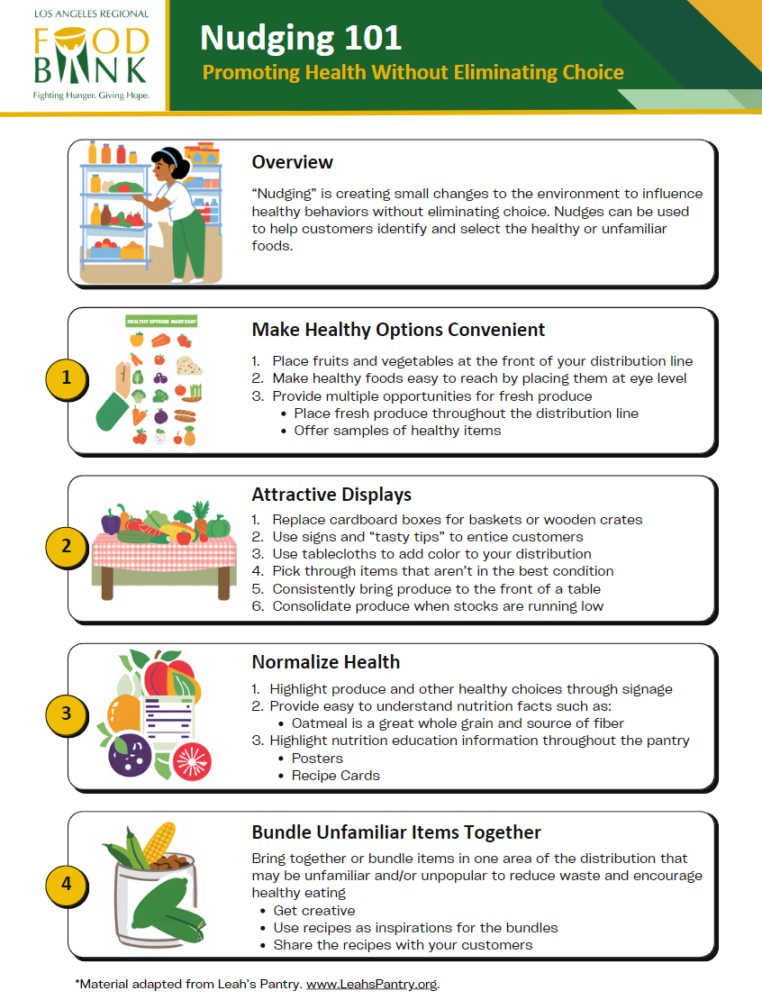 LOS ANGELES REGIONAL
FOOD
BANK
Fighting Hunger. Giving Hope.
Nudging 101
Promoting Health Without Eliminating Choice
Overview
“Nudging” is creating small changes to the environment to influence
healthy behaviors without eliminating choice. Nudges can be used
to help customers identify and select the healthy or unfamiliar
foods.
HEALTHY OPTIONS MADE EASY
1
Make Healthy Options Convenient
1. Place fruits and vegetables at the front of your distribution line
2. Make healthy foods easy to reach by placing them at eye level
3. Provide multiple opportunities for fresh produce
• Place fresh produce throughout the distribution line
• Offer samples of healthy items
2
Attractive Displays
1. Replace cardboard boxes for baskets or wooden crates
2. Use signs and “tasty tips” to entice customers
3. Use tablecloths to add color to your distribution
4. Pick through items that aren’t in the best condition
5. Consistently bring produce to the front of a table
6. Consolidate produce when stocks are running low
3
Normalize Health
1. Highlight produce and other healthy choices through signage
2. Provide easy to understand nutrition facts such as:
• Oatmeal is a great whole grain and source of fiber
3. Highlight nutrition education information throughout the pantry
• Posters
• Recipe Cards
4
Bundle Unfamiliar Items Together
Bring together or bundle items in one area of the distribution that
may be unfamiliar and/or unpopular to reduce waste and encourage
healthy eating
• Get creative
• Use recipes as inspirations for the bundles
• Share the recipes with your customers
*Material adapted from Leah’s Pantry. www.LeahsPantry.org.